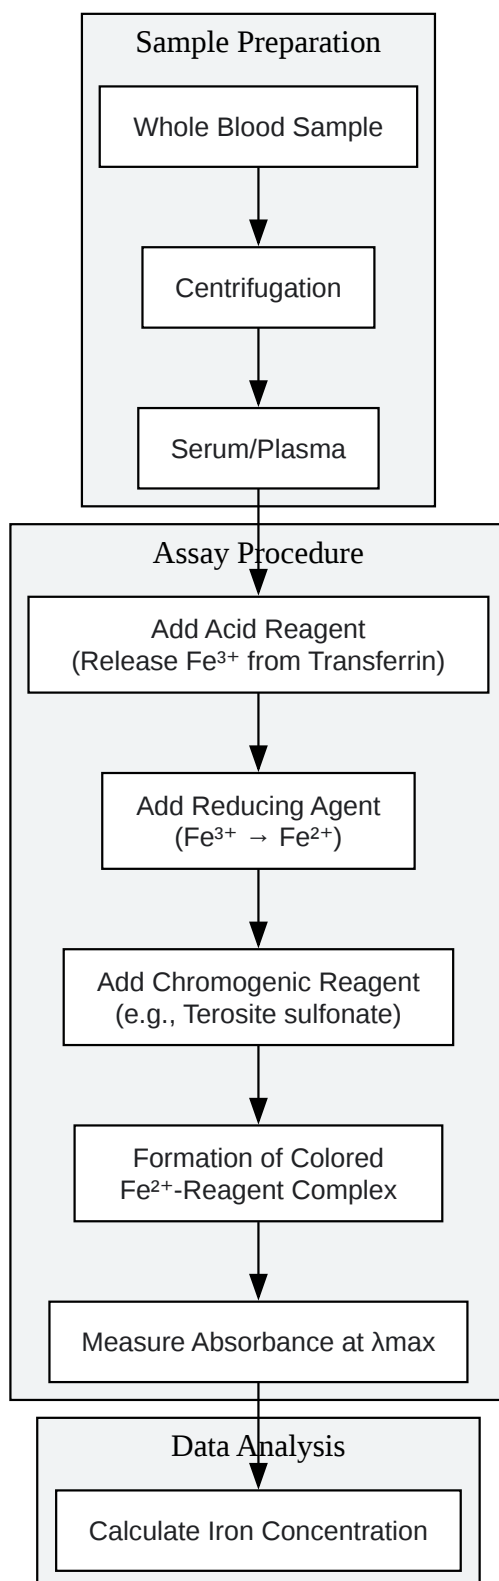 Sample Preparation
Whole Blood Sample
Centrifugation
Serum/Plasma
Assay Procedure
Add Acid Reagent
(Release Fe³⁺ from Transferrin)
Add Reducing Agent
(Fe³⁺ → Fe²⁺)
Add Chromogenic Reagent
(e.g., Terosite sulfonate)
Formation of Colored
Fe²⁺-Reagent Complex
Measure Absorbance at λmax
Data Analysis
Calculate Iron Concentration